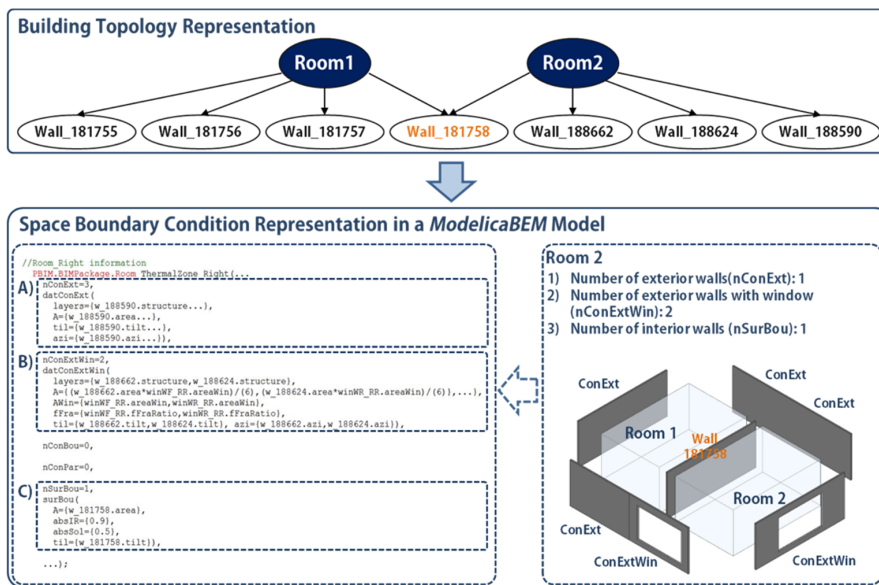 Building Topology Representation
Room1
Room2
Wall_181755
Wall_181756
Wall_181757
Wall_181758
Wall_188662
Wall_188624
Wall_188590
Space Boundary Condition Representation in a ModelicaBEM Model
//Room_Right information
PBIM.BIMPackage.Room ThermalZone_Right(...
A)
nConExt=3,
datConExt(
layers={w_188590.structure...},
A={w_188590.area...},
til={w_188590.tilt...},
azi={w_188590.azi...}),
B)
nConExtWin=2,
datConExtWin(
layers={w_188662.structure,w_188624.structure},
A={(w_188662.area*winWF_RR.areaWin)/(6),(w_188624.area*winWR_RR.areaWin)/(6)},...},
AWin={winWF_RR.areaWin,winWR_RR.areaWin},
fFra={winWF_RR.fFraRatio,winWR_RR.fFraRatio},
til={w_188662.tilt,w_188624.tilt}, azi={w_188662.azi,w_188624.azi}),
nConBou=0,
nConPar=0,
C)
nSurBou=1,
surBou(
A={w_181758.area},
absIR={0.9},
absSol={0.5},
til={w_181758.tilt}),
...);
Room 2
1) Number of exterior walls(nConExt): 1
2) Number of exterior walls with window
(nConExtWin): 2
3) Number of interior walls (nSurBou): 1
ConExt
ConExt
ConExt
Room 1
Wall
181758
Room 2
ConExt
ConExtWin
ConExtWin